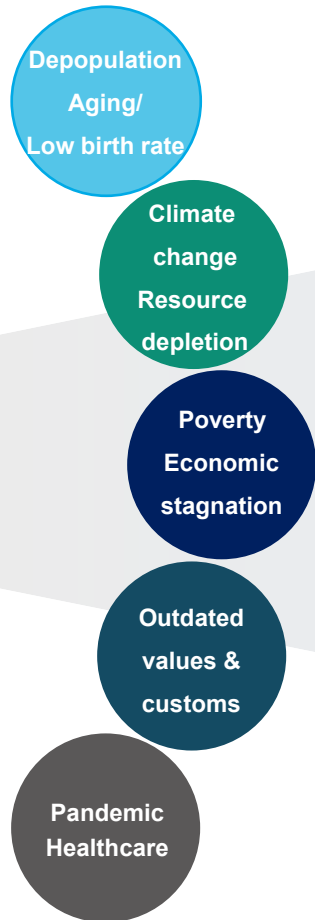 Depopulation
Aging/
Low birth rate
Climate
change
Resource
depletion
Poverty
Economic
stagnation
Outdated
values &
customs
Pandemic
Healthcare